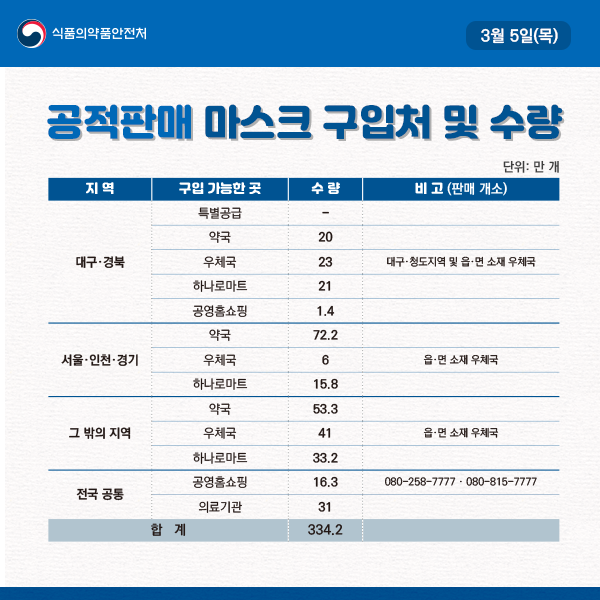 식품의약품안전처
3월 5일(목)
공적판매 마스크 구입처 및 수량
단위: 만 개
지 역 구입 가능한 곳 수 량 비 고 (판매 개소)
대구·경북
특별공급 -
약국 20
우체국 23 대구·청도지역 및 읍·면 소재 우체국
하나로마트 21
공영홈쇼핑 1.4
서울·인천·경기
약국 72.2
우체국 6 읍·면 소재 우체국
하나로마트 15.8
그 밖의 지역
약국 53.3
우체국 41 읍·면 소재 우체국
하나로마트 33.2
전국 공통
공영홈쇼핑 16.3 080-258-7777 · 080-815-7777
의료기관 31
합 계 334.2